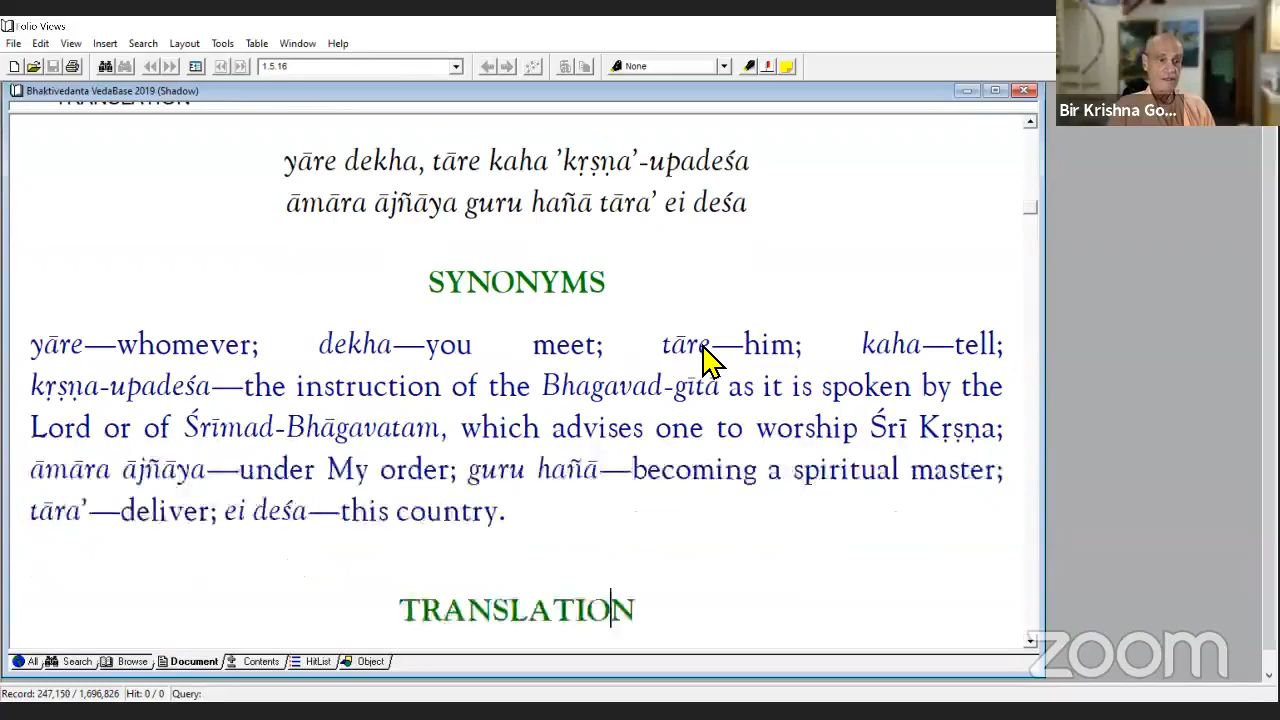 Folio Views
File Edit View Insert Search Layout Tools Table Window Help
1.5.16 None
Bhaktivedanta VedaBase 2019 (Shadow)
TRANSLATION
yāre dekha, tāre kaha 'kṛṣṇa'-upadeśa
āmāra ājñāya guru hañā tāra' ei deśa
SYNONYMS
yāre—whomever; dekha—you meet; tāre—him; kaha—tell;
kṛṣṇa-upadeśa—the instruction of the Bhagavad-gītā as it is spoken by the
Lord or of Śrīmad-Bhāgavatam, which advises one to worship Śrī Kṛṣṇa;
āmāra ājñāya—under My order; guru hañā—becoming a spiritual master;
tāra'—deliver; ei deśa—this country.
TRANSLATION
All Search Browse Document Contents HitList Object
Record: 247,150 / 1,696,826 Hit: 0 / 0 Query:
Bir Krishna Go...
zoom